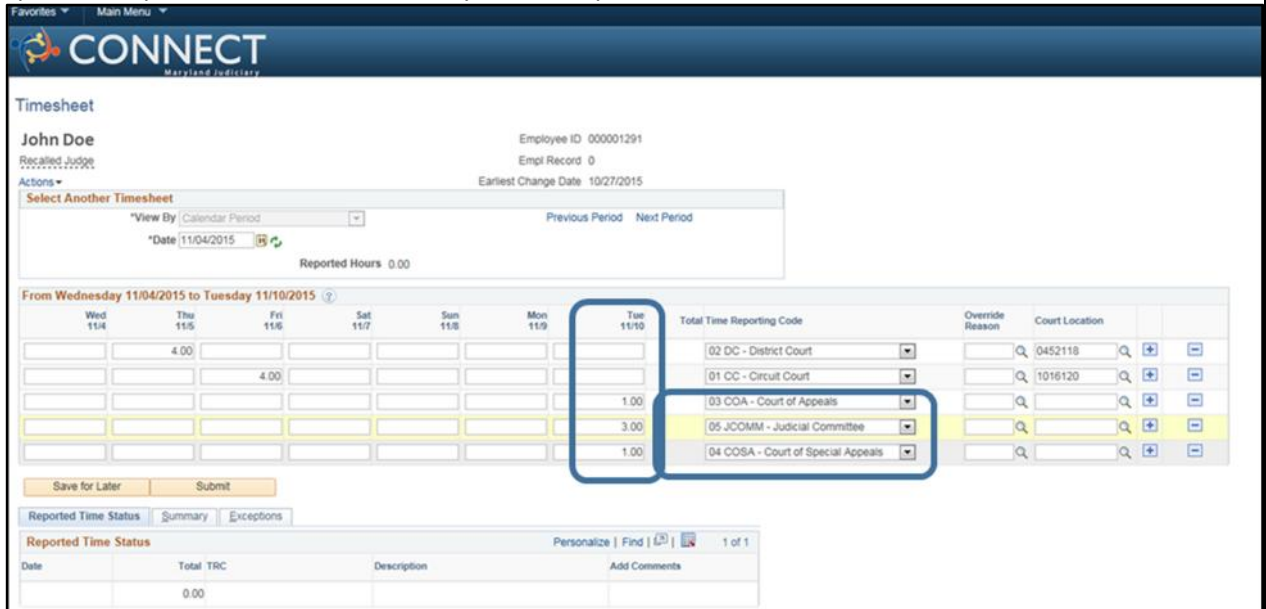 Favorites Main Menu
CONNECT
Maryland Judiciary
Timesheet
John Doe Employee ID 000001291
Recalled Judge Empl Record 0
Actions Earliest Change Date 10/27/2015
Select Another Timesheet
*View By Calendar Period Previous Period Next Period
*Date 11/04/2015
Reported Hours 0.00
From Wednesday 11/04/2015 to Tuesday 11/10/2015
Wed 11/4 Thu 11/5 Fri 11/6 Sat 11/7 Sun 11/8 Mon 11/9 Tue 11/10 Total Time Reporting Code Override Reason Court Location
4.00 02 DC - District Court 0452118
4.00 01 CC - Circuit Court 1016120
1.00 03 COA - Court of Appeals
3.00 05 JCOMM - Judicial Committee
1.00 04 COSA - Court of Special Appeals
Save for Later Submit
Reported Time Status Summary Exceptions
Reported Time Status Personalize | Find | | 1 of 1
Date Total TRC Description Add Comments
0.00